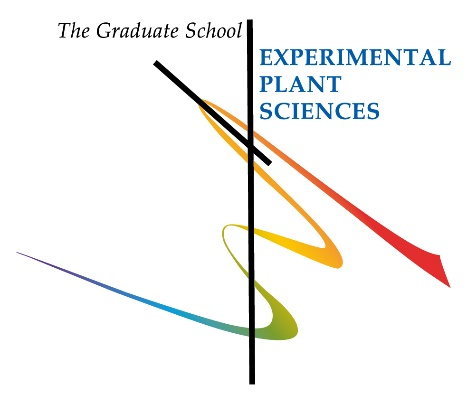 The Graduate School
EXPERIMENTAL
PLANT
SCIENCES